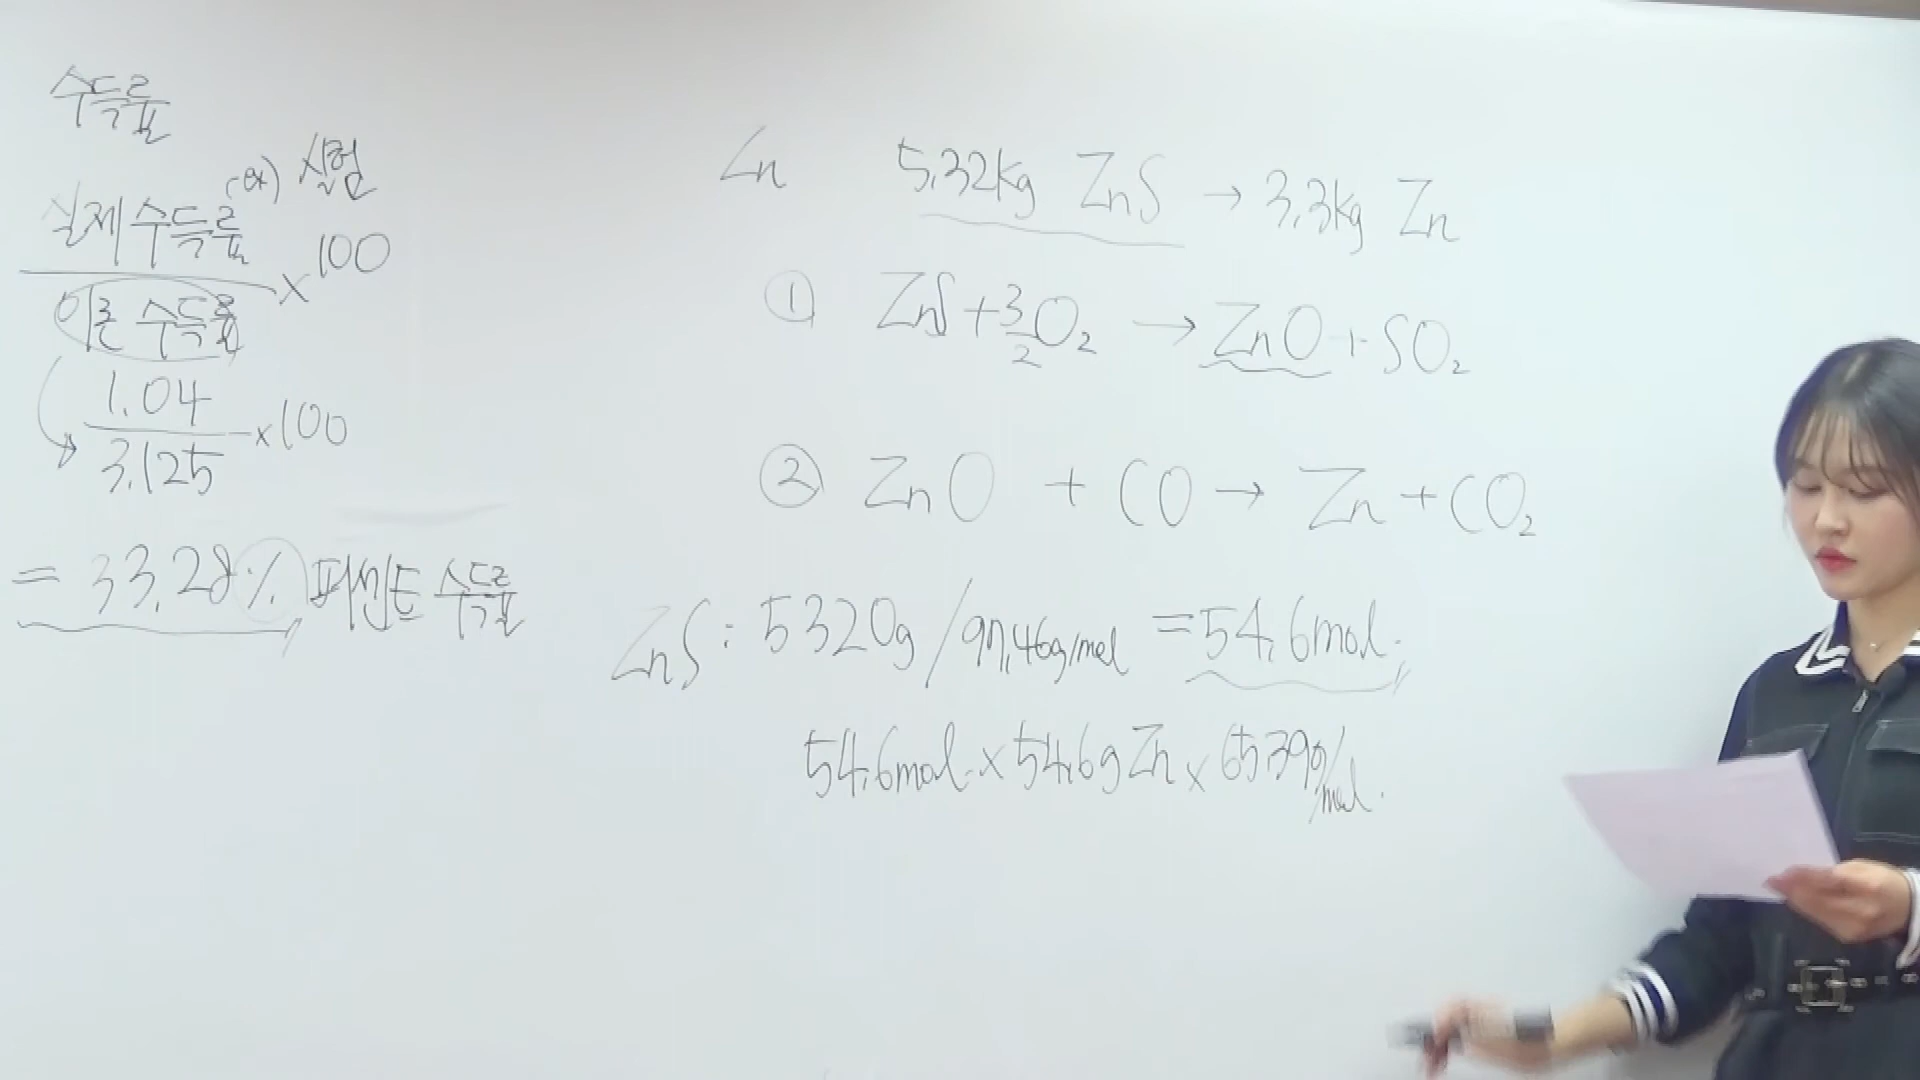 수득률
실제 수득률 (exp) 실험
이론 수득률 × 100
1.04
3.125 × 100
= 33.28% 퍼센트 수득률
Zn 5.32kg ZnS → 3.3kg Zn
① ZnS + 3/2 O₂ → ZnO + SO₂
② ZnO + CO → Zn + CO₂
ZnS : 5320g / 97.46g/mol = 54.6mol.
54.6mol × 54.6g Zn × 65.39g/mol.